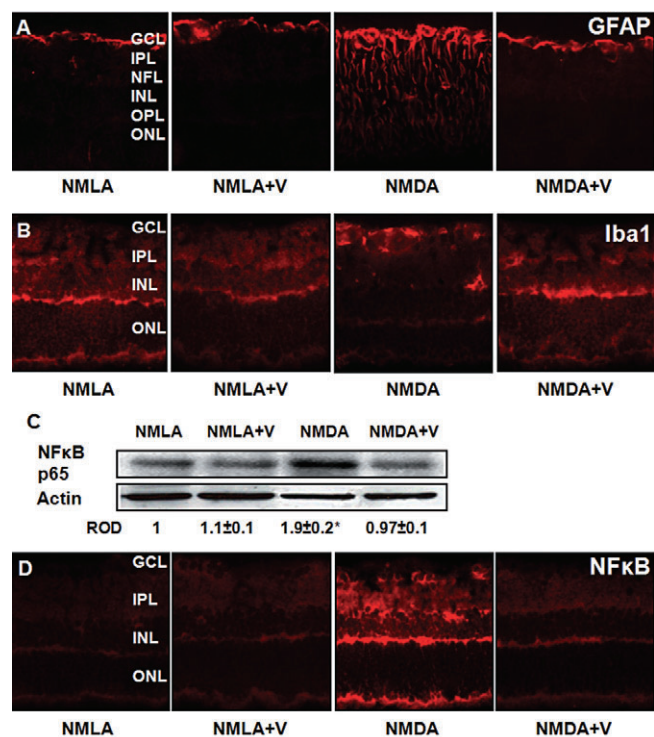 A GFAP
GCL
IPL
NFL
INL
OPL
ONL
NMLA NMLA+V NMDA NMDA+V
B Iba1
GCL
IPL
INL
ONL
NMLA NMLA+V NMDA NMDA+V
C
NMLA NMLA+V NMDA NMDA+V
NFκB
p65
Actin
ROD 1 1.1±0.1 1.9±0.2* 0.97±0.1
D NFκB
GCL
IPL
INL
ONL
NMLA NMLA+V NMDA NMDA+V